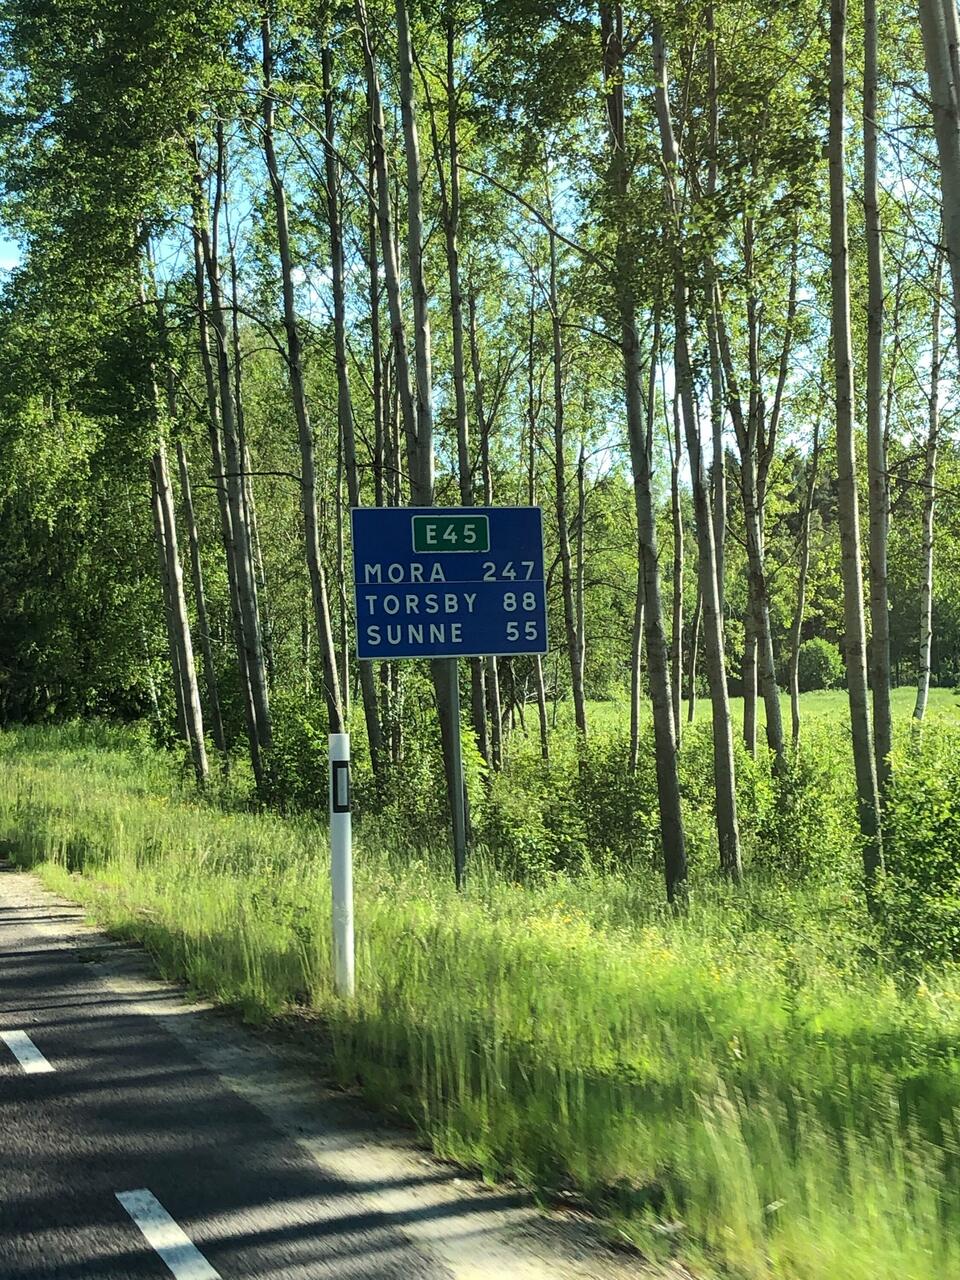 E45
MORA 247
TORSBY 88
SUNNE 55